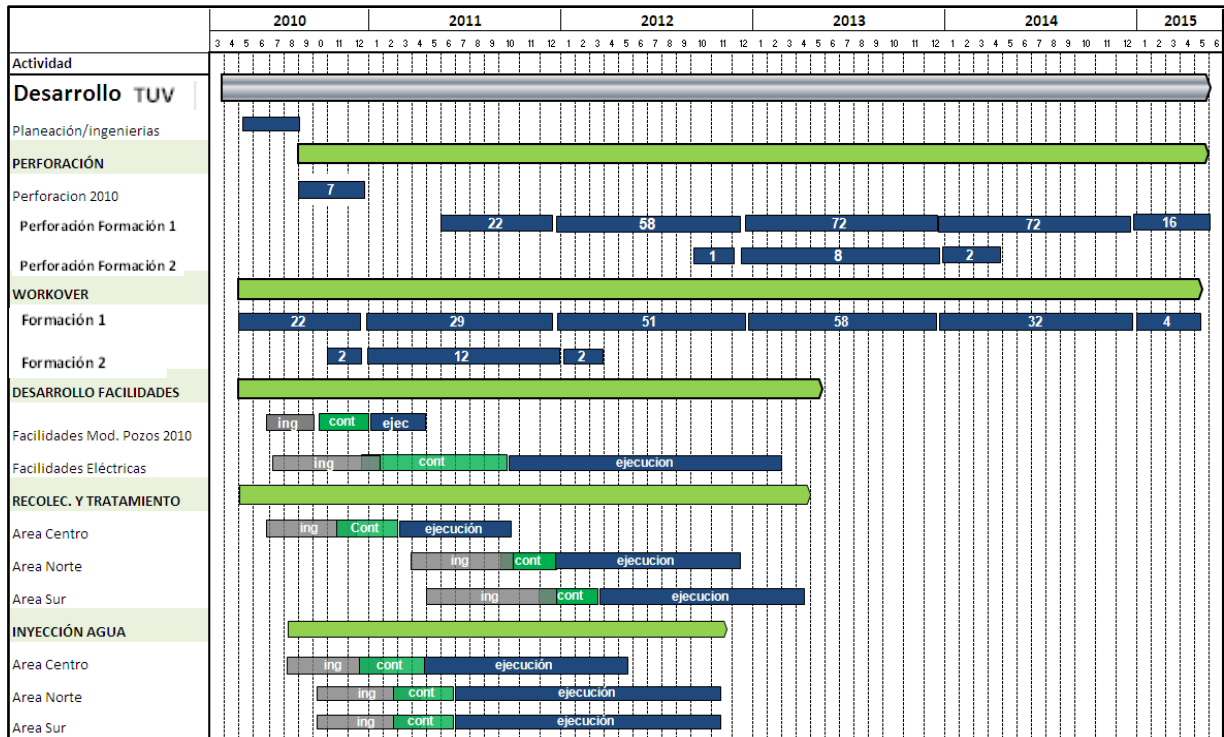 2010 2011 2012 2013 2014 2015
3 4 5 6 7 8 9 0 11 12 1 2 3 4 5 6 7 8 9 10 11 12 1 2 3 4 5 6 7 8 9 10 11 12 1 2 3 4 5 6 7 8 9 10 11 12 1 2 3 4 5 6 7 8 9 10 11 12 1 2 3 4 5 6
Actividad
Desarrollo TUV
Planeación/ingenierias
PERFORACIÓN
Perforacion 2010 7
Perforación Formación 1 22 58 72 72 16
Perforación Formación 2 1 8 2
WORKOVER
Formación 1 22 29 51 58 32 4
Formación 2 2 12 2
DESARROLLO FACILIDADES
Facilidades Mod. Pozos 2010 ing cont ejec
Facilidades Eléctricas ing cont ejecucion
RECOLEC. Y TRATAMIENTO
Area Centro ing Cont ejecución
Area Norte ing cont ejecucion
Area Sur ing cont ejecucion
INYECCIÓN AGUA
Area Centro ing cont ejecución
Area Norte ing cont ejecución
Area Sur ing cont ejecución